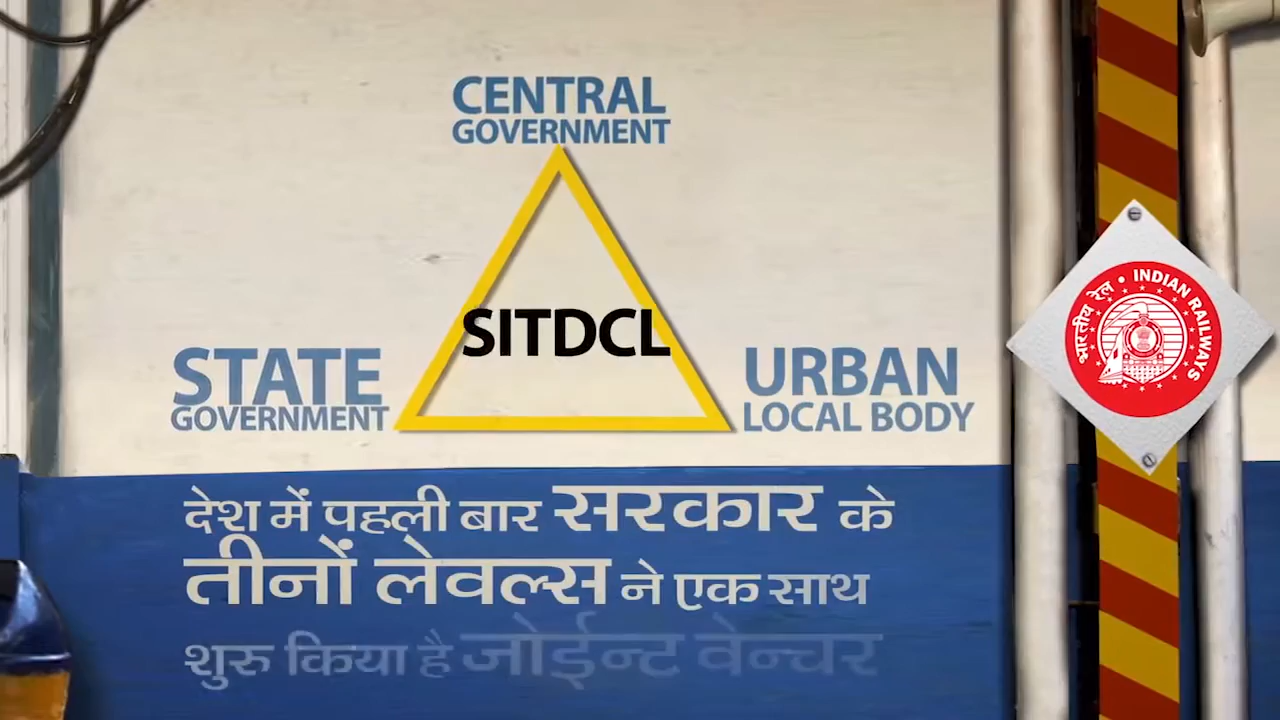 CENTRAL
GOVERNMENT
SITDCL
STATE
GOVERNMENT
URBAN
LOCAL BODY
भारतीय रेल • INDIAN RAILWAYS
देश में पहली बार सरकार के
तीनों लेवल्स ने एक साथ
शुरु किया है जोईन्ट वेन्चर